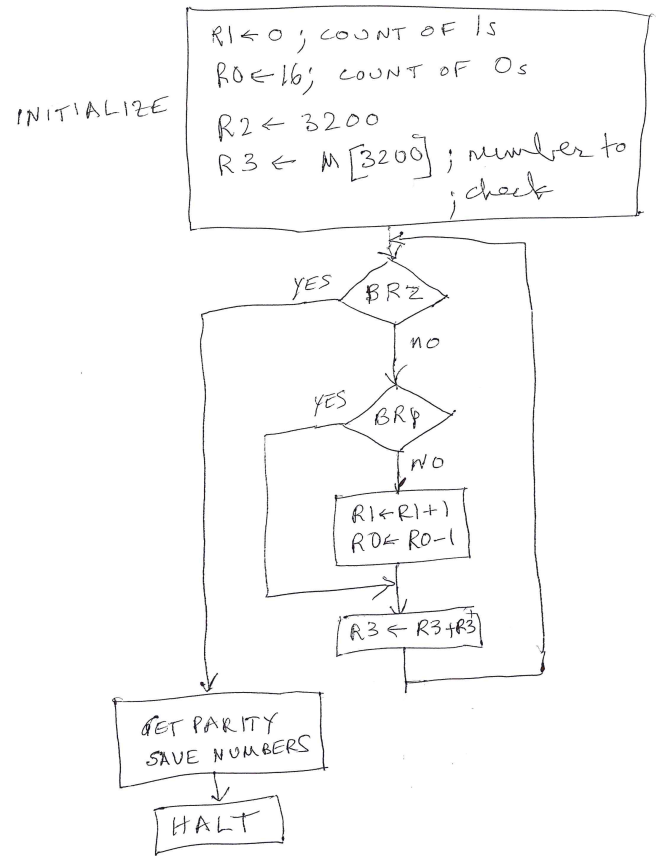 INITIALIZE
R1 ← 0 ; COUNT OF 1s
R0 ← 16; COUNT OF 0s
R2 ← 3200
R3 ← M [3200] ; number to
; check
BRZ
YES
NO
BRP
YES
NO
R1 ← R1+1
R0 ← R0-1
R3 ← R3+R3
GET PARITY
SAVE NUMBERS
HALT